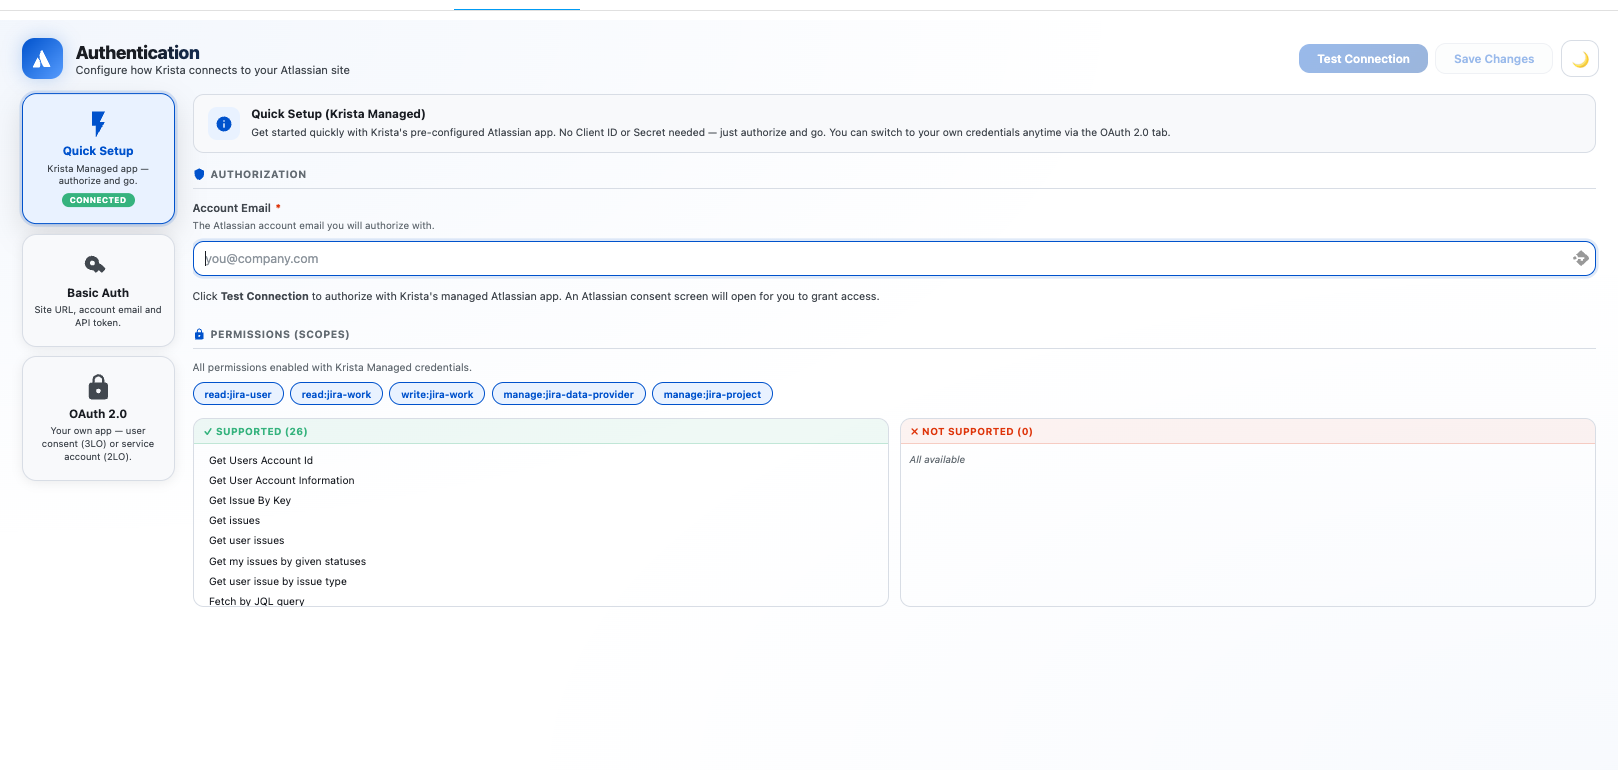 Authentication
Configure how Krista connects to your Atlassian site
Test Connection
Save Changes
Quick Setup
Krista Managed app —
authorize and go.
CONNECTED
Basic Auth
Site URL, account email and
API token.
OAuth 2.0
Your own app — user
consent (3LO) or service
account (2LO).
Quick Setup (Krista Managed)
Get started quickly with Krista's pre-configured Atlassian app. No Client ID or Secret needed — just authorize and go. You can switch to your own credentials anytime via the OAuth 2.0 tab.
AUTHORIZATION
Account Email *
The Atlassian account email you will authorize with.
you@company.com
Click Test Connection to authorize with Krista's managed Atlassian app. An Atlassian consent screen will open for you to grant access.
PERMISSIONS (SCOPES)
All permissions enabled with Krista Managed credentials.
read:jira-user read:jira-work write:jira-work manage:jira-data-provider manage:jira-project
✓ SUPPORTED (26)
Get Users Account Id
Get User Account Information
Get Issue By Key
Get issues
Get user issues
Get my issues by given statuses
Get user issue by issue type
Fetch by JQL query
✕ NOT SUPPORTED (0)
All available